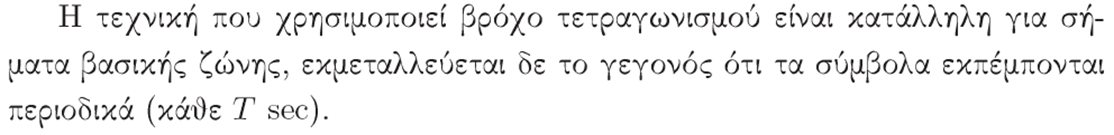 Η τεχνική που χρησιμοποιεί βρόχο τετραγωνισμού είναι κατάλληλη για σή-
ματα βασικής ζώνης, εκμεταλλεύεται δε το γεγονός ότι τα σύμβολα εκπέμπονται
περιοδικά (κάθε T sec).